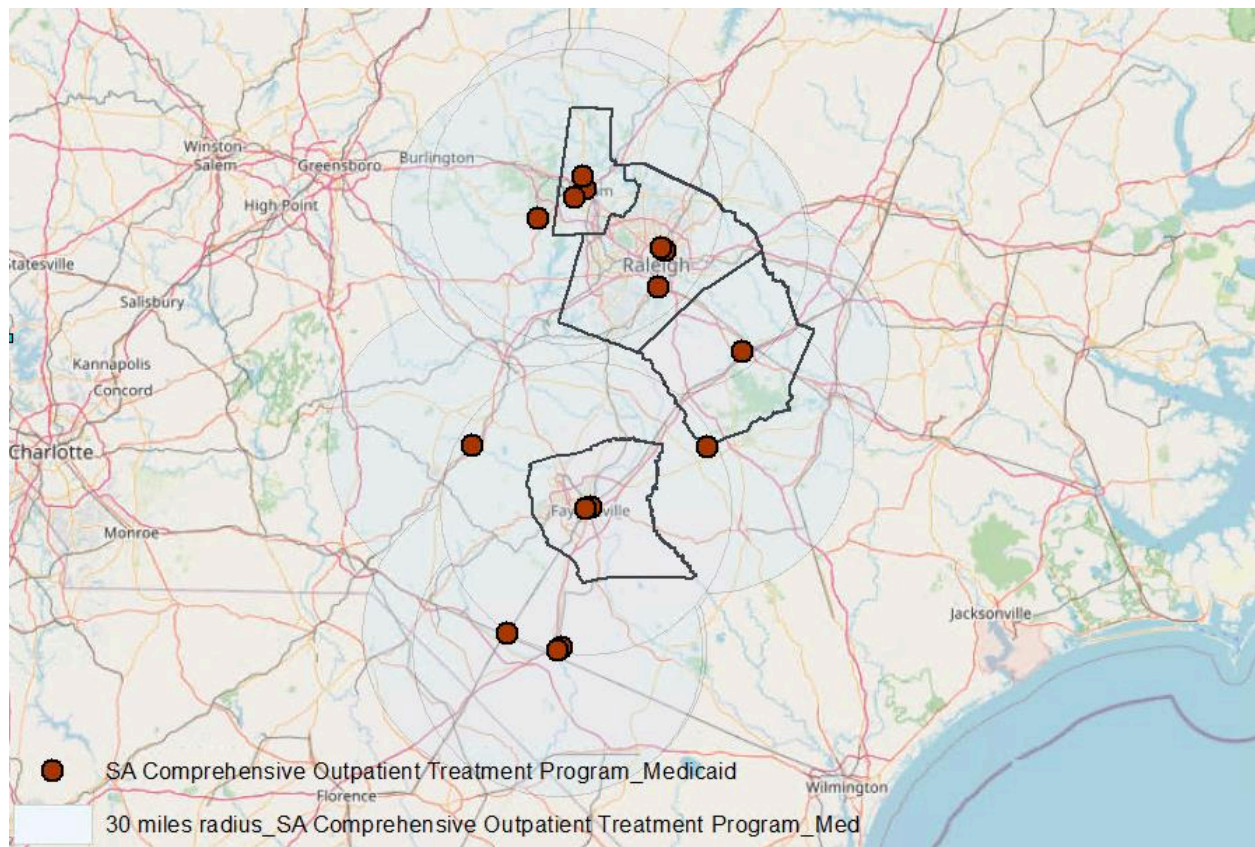 Winston-
Salem
Greensboro
Burlington
High Point
Statesville
Salisbury
Raleigh
Kannapolis
Concord
Charlotte
Monroe
Jacksonville
Wilmington
Florence
SA Comprehensive Outpatient Treatment Program_Medicaid
30 miles radius_SA Comprehensive Outpatient Treatment Program_Med